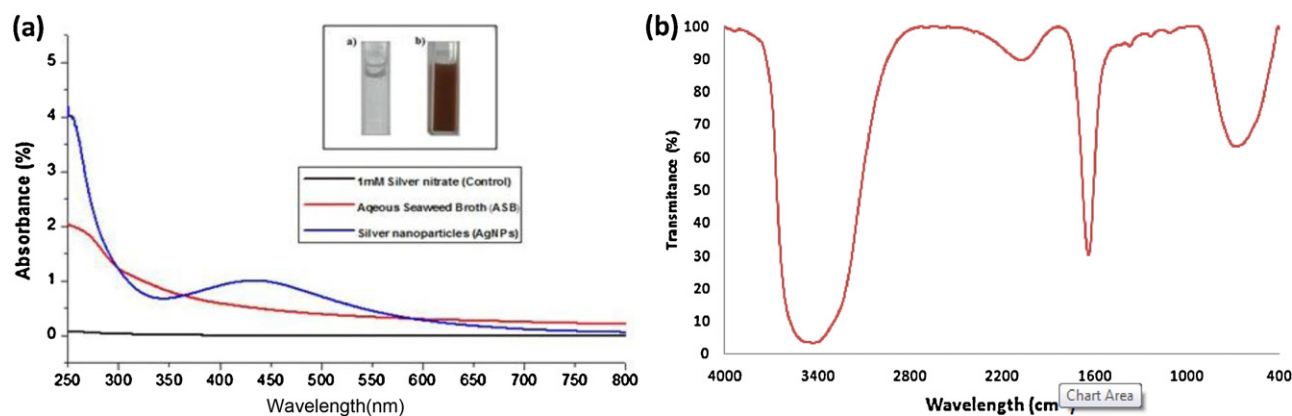 (a)
5
4
3
2
1
0
Absorbance (%)
a)
b)
1mM Silver nitrate (Control)
Aqeous Seaweed Broth (ASB)
Silver nanoparticles (AgNPs)
250 300 350 400 450 500 550 600 650 700 750 800
Wavelength(nm)
(b)
100
90
80
70
60
50
40
30
20
10
0
Transmitance (%)
4000 3400 2800 2200 1600 1000 400
Wavelength (cm
Chart Area